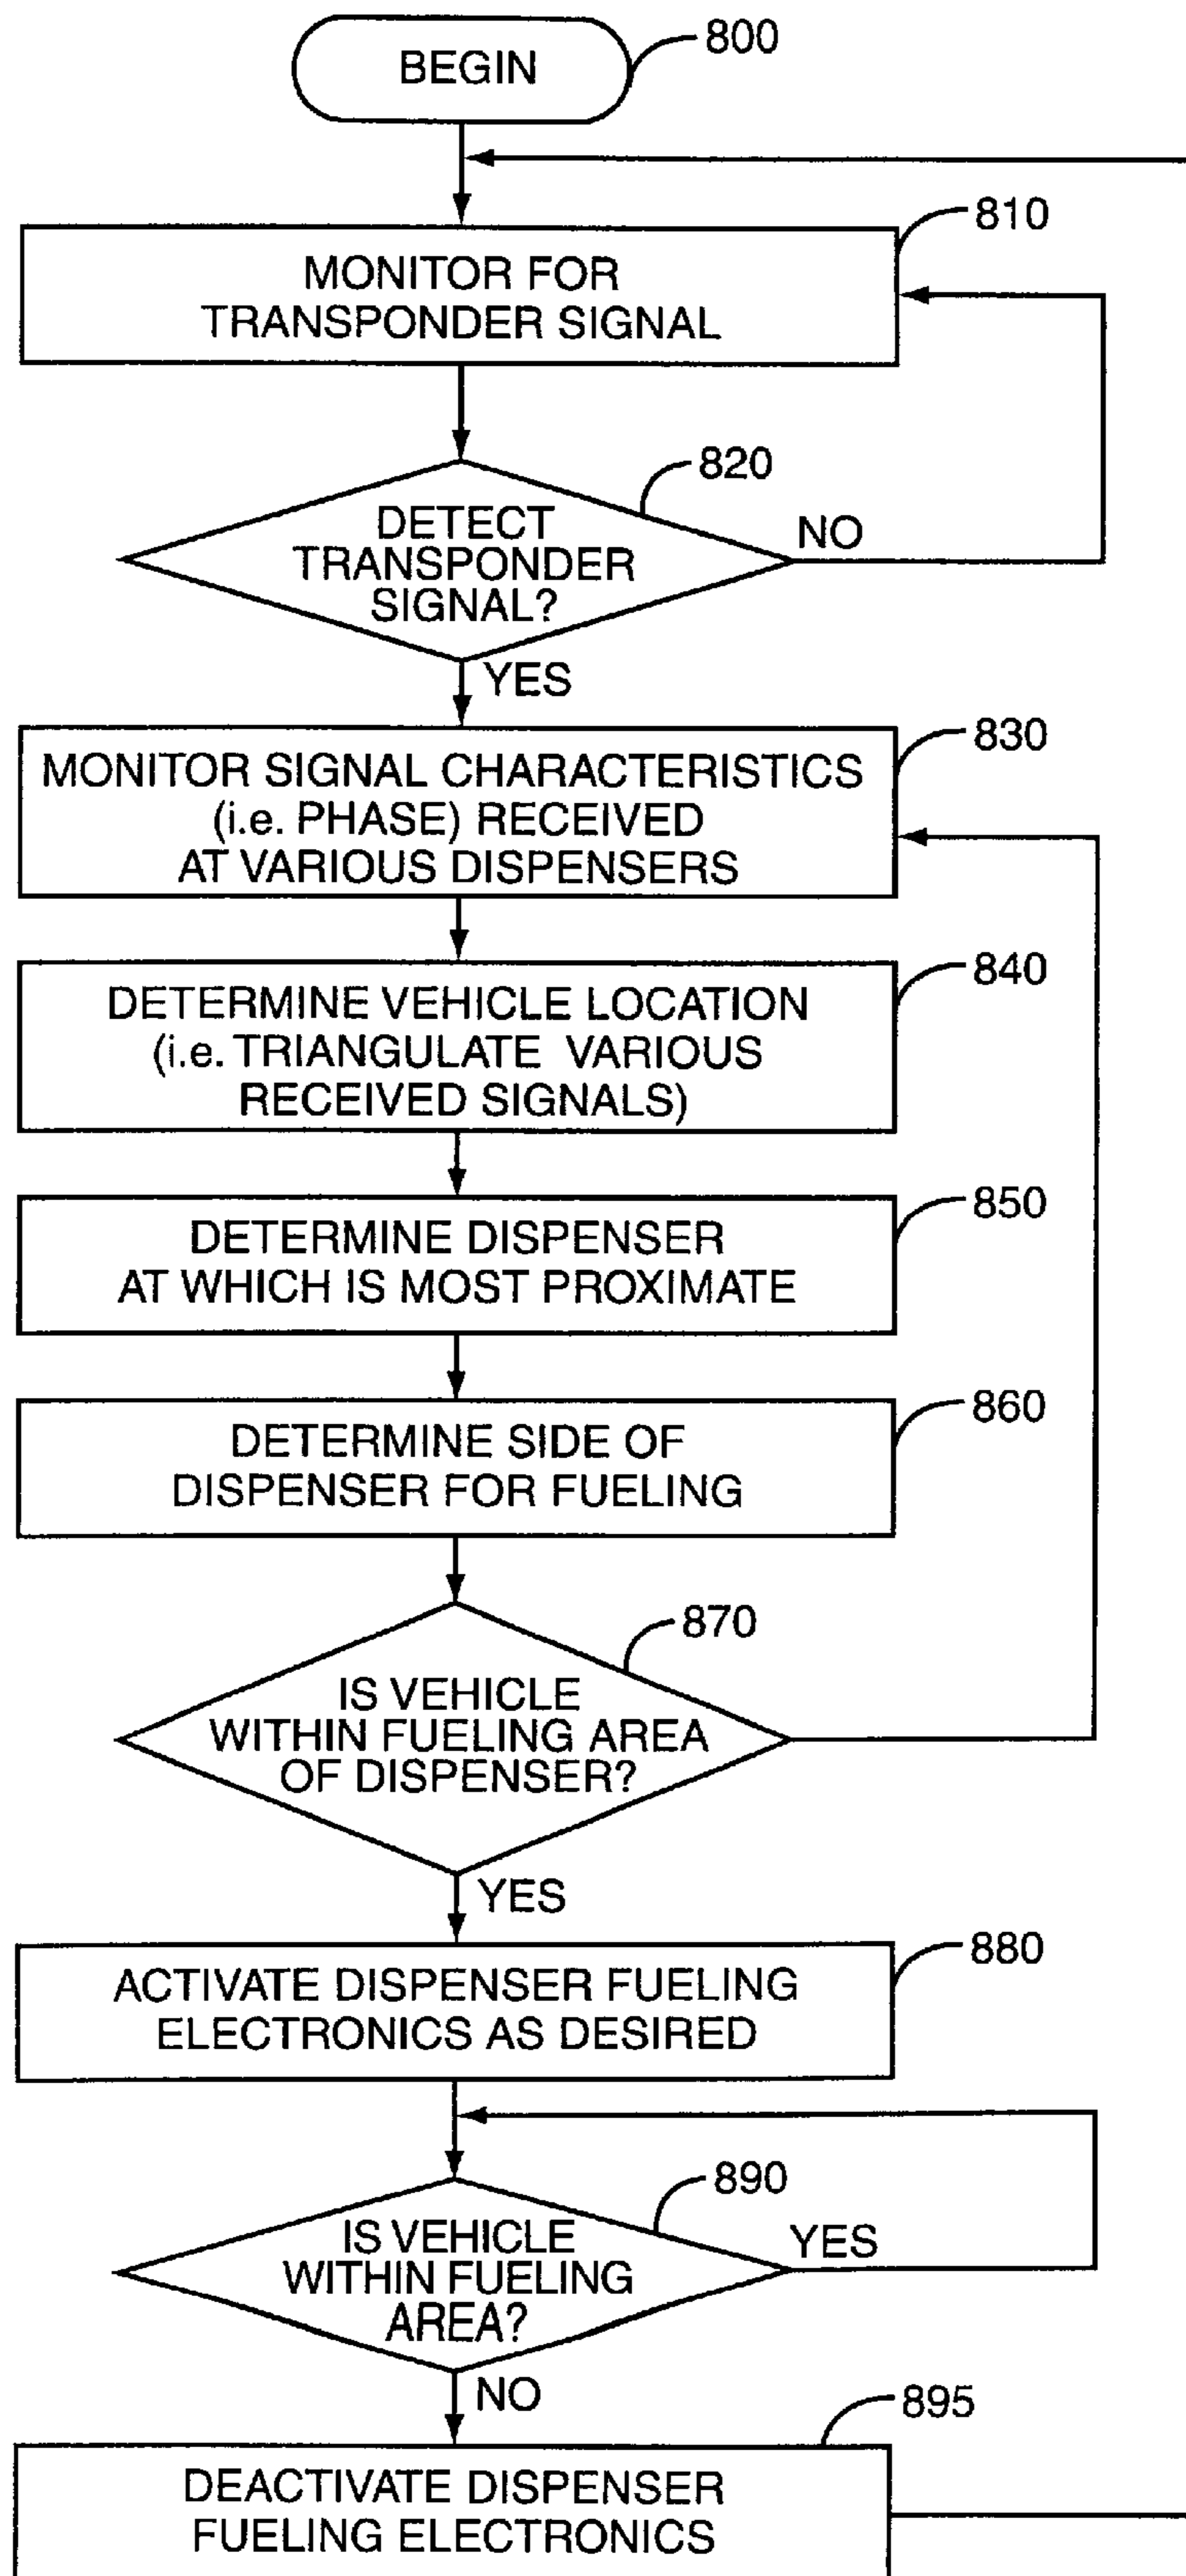 BEGIN
800
810
MONITOR FOR
TRANSPONDER SIGNAL
820
DETECT
TRANSPONDER
SIGNAL?
NO
YES
830
MONITOR SIGNAL CHARACTERISTICS
(i.e. PHASE) RECEIVED
AT VARIOUS DISPENSERS
840
DETERMINE VEHICLE LOCATION
(i.e. TRIANGULATE VARIOUS
RECEIVED SIGNALS)
850
DETERMINE DISPENSER
AT WHICH IS MOST PROXIMATE
860
DETERMINE SIDE OF
DISPENSER FOR FUELING
870
IS VEHICLE
WITHIN FUELING AREA
OF DISPENSER?
YES
880
ACTIVATE DISPENSER FUELING
ELECTRONICS AS DESIRED
890
IS VEHICLE
WITHIN FUELING
AREA?
YES
NO
895
DEACTIVATE DISPENSER
FUELING ELECTRONICS